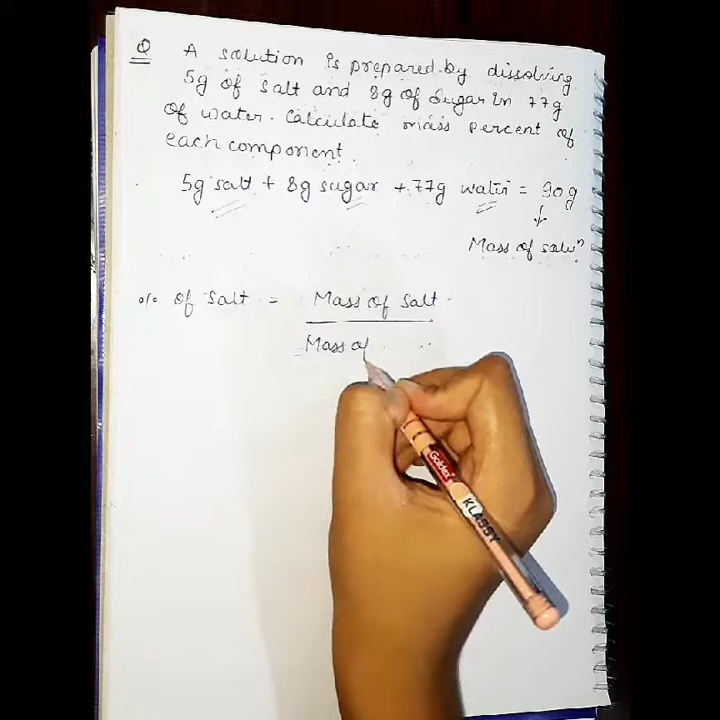 Q A solution is prepared by dissolving
5g of salt and 8g of Sugar in 77g
of water. Calculate mass percent of
each component.
5g salt + 8g sugar + 77g water = 90g
↓
Mass of soluⁿ
% of salt = Mass of Salt
Mass of
Goldex KLASSY